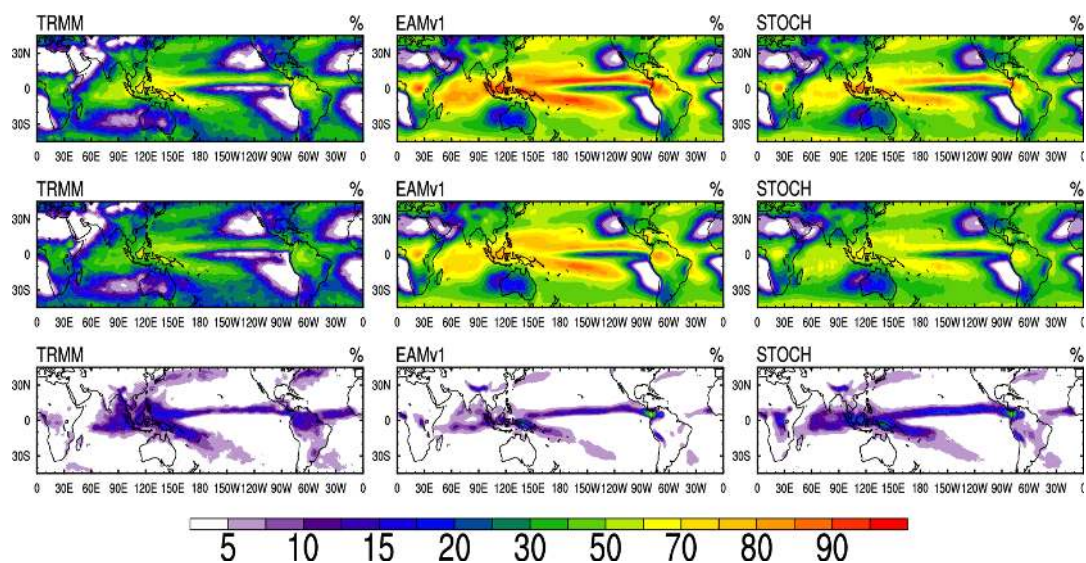 TRMM % EAMv1 % STOCH %
30N 30N 30N
0 0 0
30S 30S 30S
0 30E 60E 90E 120E 150E 180 150W 120W 90W 60W 30W 0 0 30E 60E 90E 120E 150E 180 150W 120W 90W 60W 30W 0 0 30E 60E 90E 120E 150E 180 150W 120W 90W 60W 30W 0
TRMM % EAMv1 % STOCH %
30N 30N 30N
0 0 0
30S 30S 30S
0 30E 60E 90E 120E 150E 180 150W 120W 90W 60W 30W 0 0 30E 60E 90E 120E 150E 180 150W 120W 90W 60W 30W 0 0 30E 60E 90E 120E 150E 180 150W 120W 90W 60W 30W 0
TRMM % EAMv1 % STOCH %
30N 30N 30N
0 0 0
30S 30S 30S
0 30E 60E 90E 120E 150E 180 150W 120W 90W 60W 30W 0 0 30E 60E 90E 120E 150E 180 150W 120W 90W 60W 30W 0 0 30E 60E 90E 120E 150E 180 150W 120W 90W 60W 30W 0
5 10 15 20 30 50 70 80 90